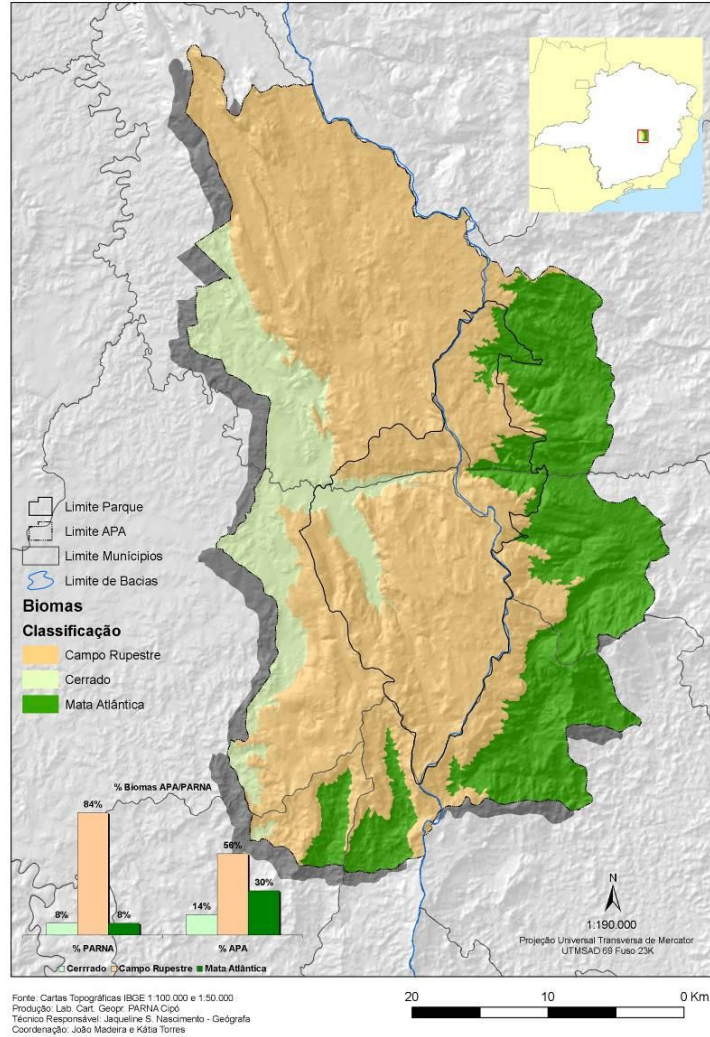 Limite Parque
Limite APA
Limite Munícipios
Limite de Bacias
Biomas
Classificação
Campo Rupestre
Cerrado
Mata Atlântica
% Biomas APA/PARNA
84%
56%
30%
14%
8%
8%
% PARNA
% APA
Cerrrado Campo Rupestre Mata Atlântica
N
1:190.000
Projeção Universal Transversa de Mercator
UTMSAD 69 Fuso 23K
Fonte: Cartas Topográficas IBGE 1:100.000 e 1:50.000
Produção: Lab. Cart. Geopr. PARNA Cipó
Técnico Responsável: Jaqueline S. Nascimento - Geógrafa
Coordenação: João Madeira e Kátia Torres
20 10 0 Km